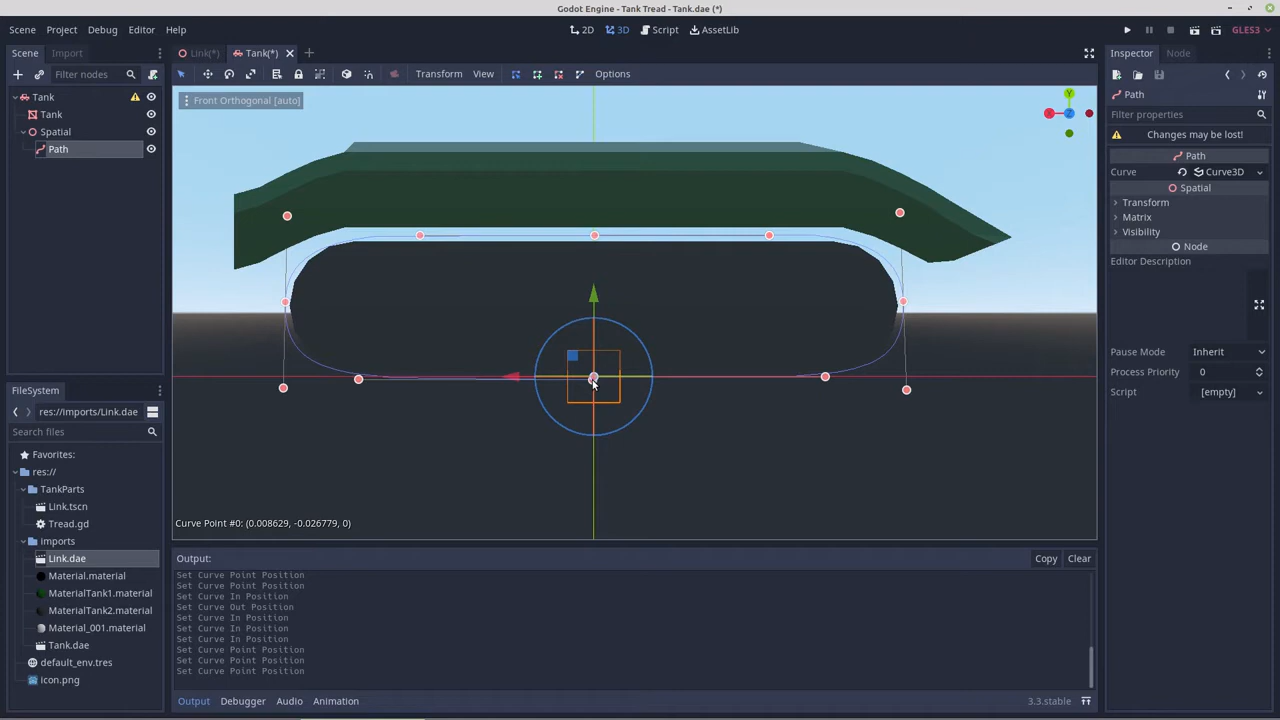 Godot Engine - Tank Tread - Tank.dae (*)
Scene Project Debug Editor Help
2D 3D Script AssetLib
GLES3
Scene Import
Link(*) Tank(*)
Inspector Node
Filter nodes
Transform View Options
Tank
Tank
Spatial
Path
Front Orthogonal [auto]
Y
X
Z
Path
Filter properties
Changes may be lost!
Path
Curve Curve3D
Spatial
Transform
Matrix
Visibility
Node
Editor Description
Pause Mode Inherit
Process Priority 0
Script [empty]
FileSystem
res://Imports/Link.dae
Search files
Favorites:
res://
TankParts
Link.tscn
Tread.gd
Imports
Link.dae
Material.material
MaterialTank1.material
MaterialTank2.material
Material_001.material
Tank.dae
default_env.tres
icon.png
Curve Point #0: (0.008629, -0.026779, 0)
Output:
Copy Clear
Set Curve Point Position
Set Curve Point Position
Set Curve In Position
Set Curve Out Position
Set Curve In Position
Set Curve In Position
Set Curve In Position
Set Curve Point Position
Set Curve Point Position
Set Curve Point Position
Output Debugger Audio Animation
3.3.stable